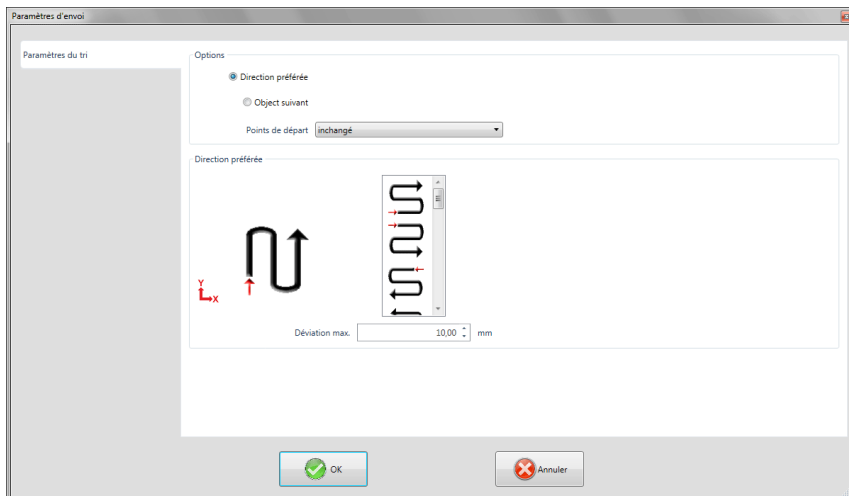 Paramètres d'envoi
Paramètres du tri
Options
Direction préférée
Object suivant
Points de départ inchangé
Direction préférée
Y
X
Déviation max. 10,00 mm
OK
Annuler